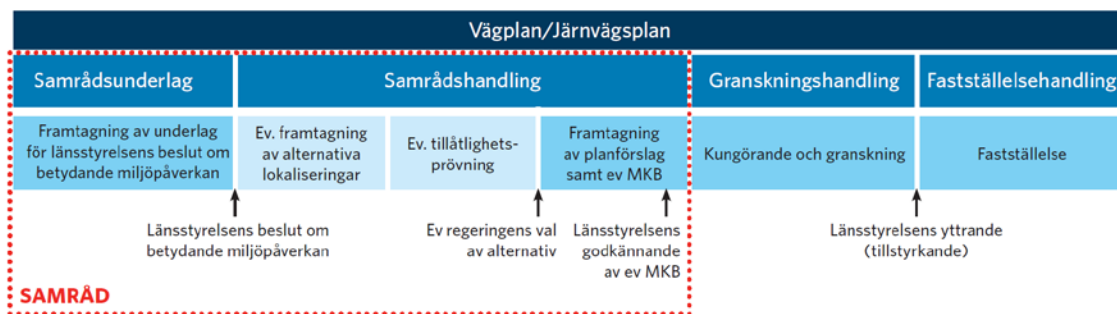 Vägplan/Järnvägsplan
Samrådsunderlag
Samrådshandling
Granskningshandling
Fastställelsehandling
Framtagning av underlag
för länsstyrelsens beslut om
betydande miljöpåverkan
Ev. framtagning
av alternativa
lokaliseringar
Ev. tillåtlighets-
prövning
Framtagning
av planförslag
samt ev MKB
Kungörande och granskning
Fastställelse
Länsstyrelsens beslut om
betydande miljöpåverkan
Ev regeringens val
av alternativ
Länsstyrelsens
godkännande
av ev MKB
Länsstyrelsens yttrande
(tillstyrkande)
SAMRÅD